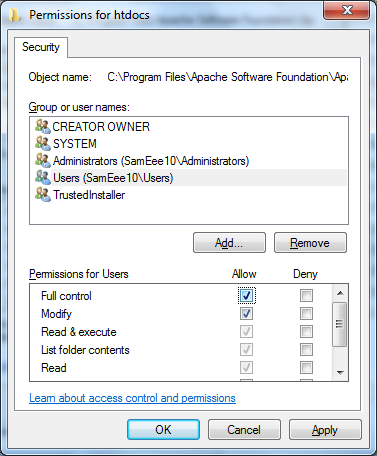 Permissions for htdocs
Security
Object name: C:\Program Files\Apache Software Foundation\Apa
Group or user names:
CREATOR OWNER
SYSTEM
Administrators (SamEee10\Administrators)
Users (SamEee10\Users)
TrustedInstaller
Add... Remove
Permissions for Users Allow Deny
Full control
Modify
Read & execute
List folder contents
Read
Learn about access control and permissions
OK Cancel Apply